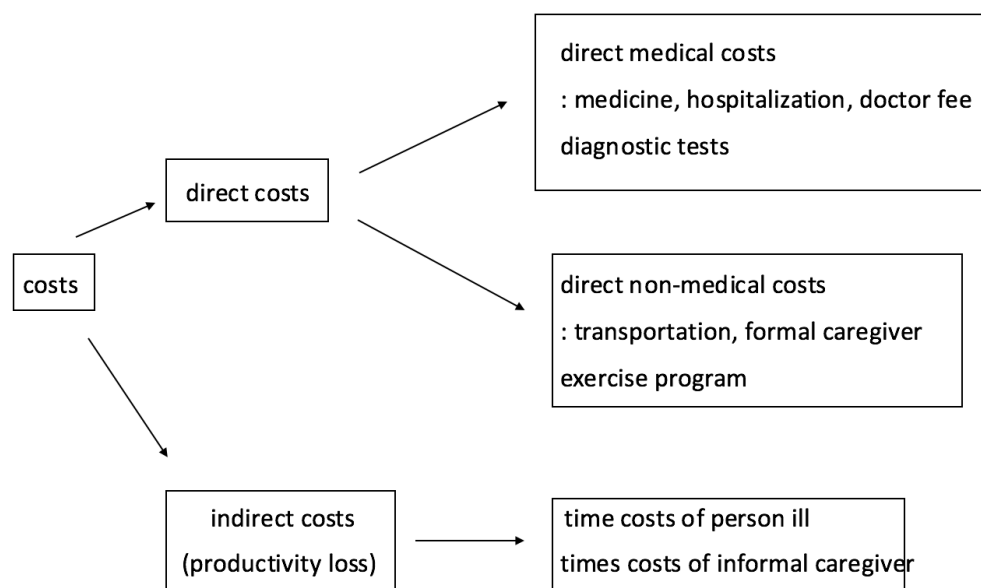 costs
direct costs
direct medical costs
: medicine, hospitalization, doctor fee
diagnostic tests
direct non-medical costs
: transportation, formal caregiver
exercise program
indirect costs
(productivity loss)
time costs of person ill
times costs of informal caregiver